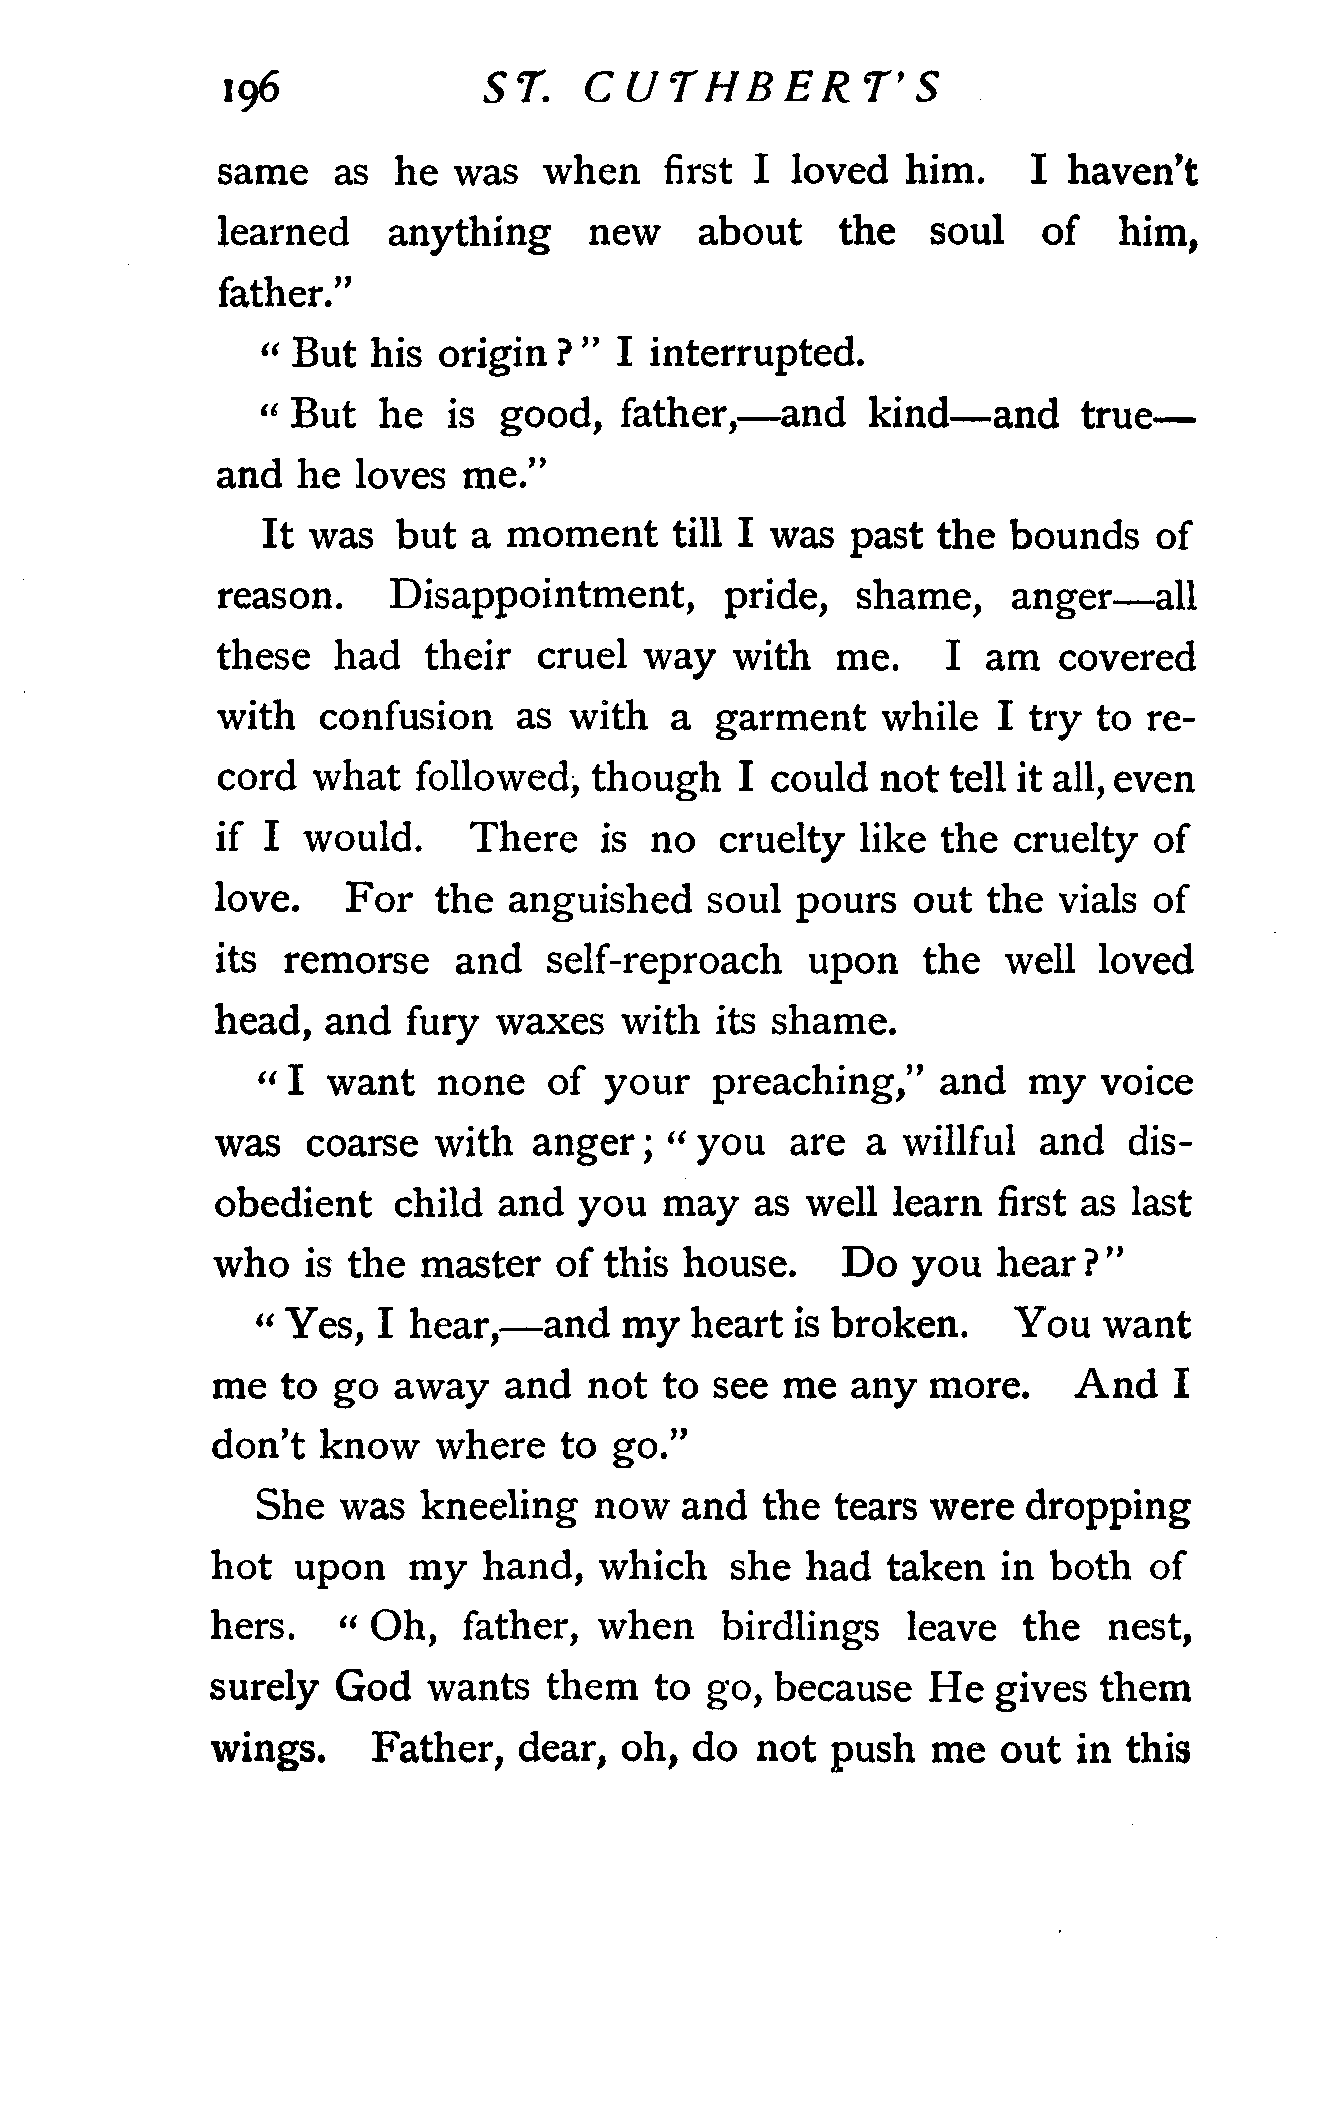 196 ST. CUTHBERT'S
same as he was when first I loved him. I haven't
learned anything new about the soul of him,
father."
"But his origin?" I interrupted.
"But he is good, father,—and kind—and true—
and he loves me."
It was but a moment till I was past the bounds of
reason. Disappointment, pride, shame, anger—all
these had their cruel way with me. I am covered
with confusion as with a garment while I try to re-
cord what followed, though I could not tell it all, even
if I would. There is no cruelty like the cruelty of
love. For the anguished soul pours out the vials of
its remorse and self-reproach upon the well loved
head, and fury waxes with its shame.
"I want none of your preaching," and my voice
was coarse with anger; "you are a willful and dis-
obedient child and you may as well learn first as last
who is the master of this house. Do you hear?"
"Yes, I hear,—and my heart is broken. You want
me to go away and not to see me any more. And I
don't know where to go."
She was kneeling now and the tears were dropping
hot upon my hand, which she had taken in both of
hers. "Oh, father, when birdlings leave the nest,
surely God wants them to go, because He gives them
wings. Father, dear, oh, do not push me out in this